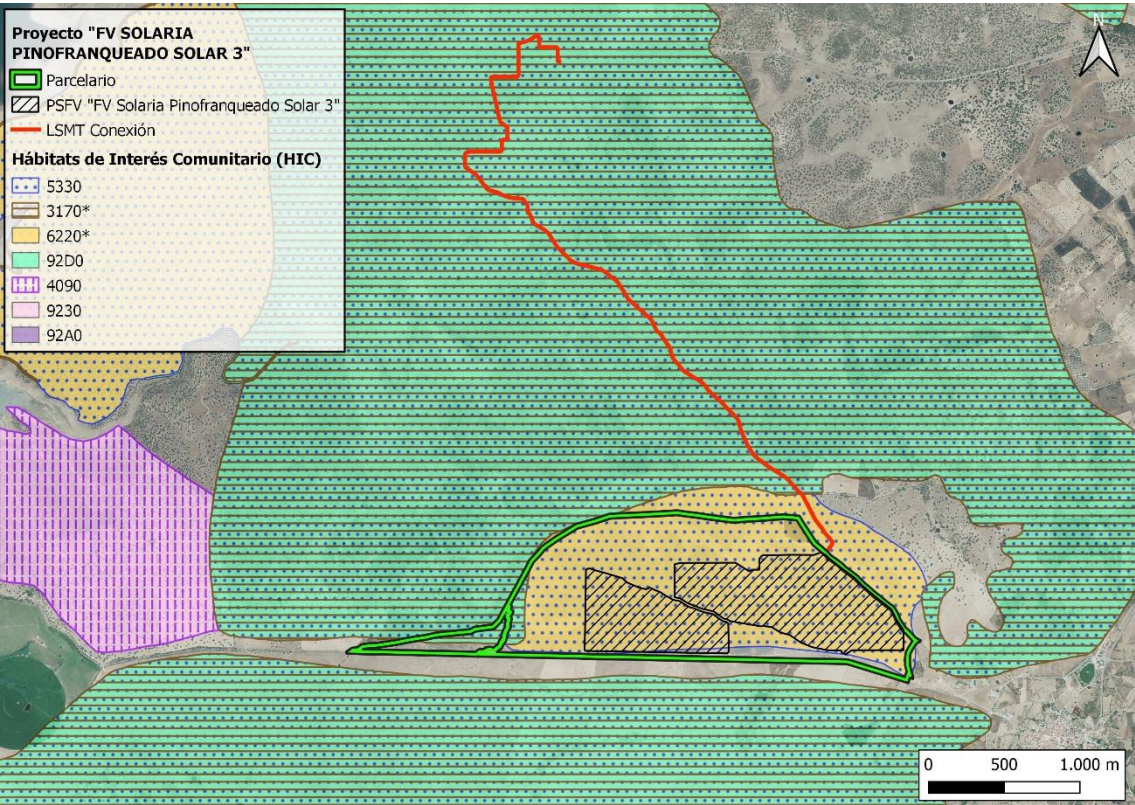 Proyecto "FV SOLARIA
PINOFRANQUEADO SOLAR 3"
Parcelario
PSFV "FV Solaria Pinofranqueado Solar 3"
LSMT Conexión
Hábitats de Interés Comunitario (HIC)
5330
3170*
6220*
92D0
4090
9230
92A0
N
0 500 1.000 m